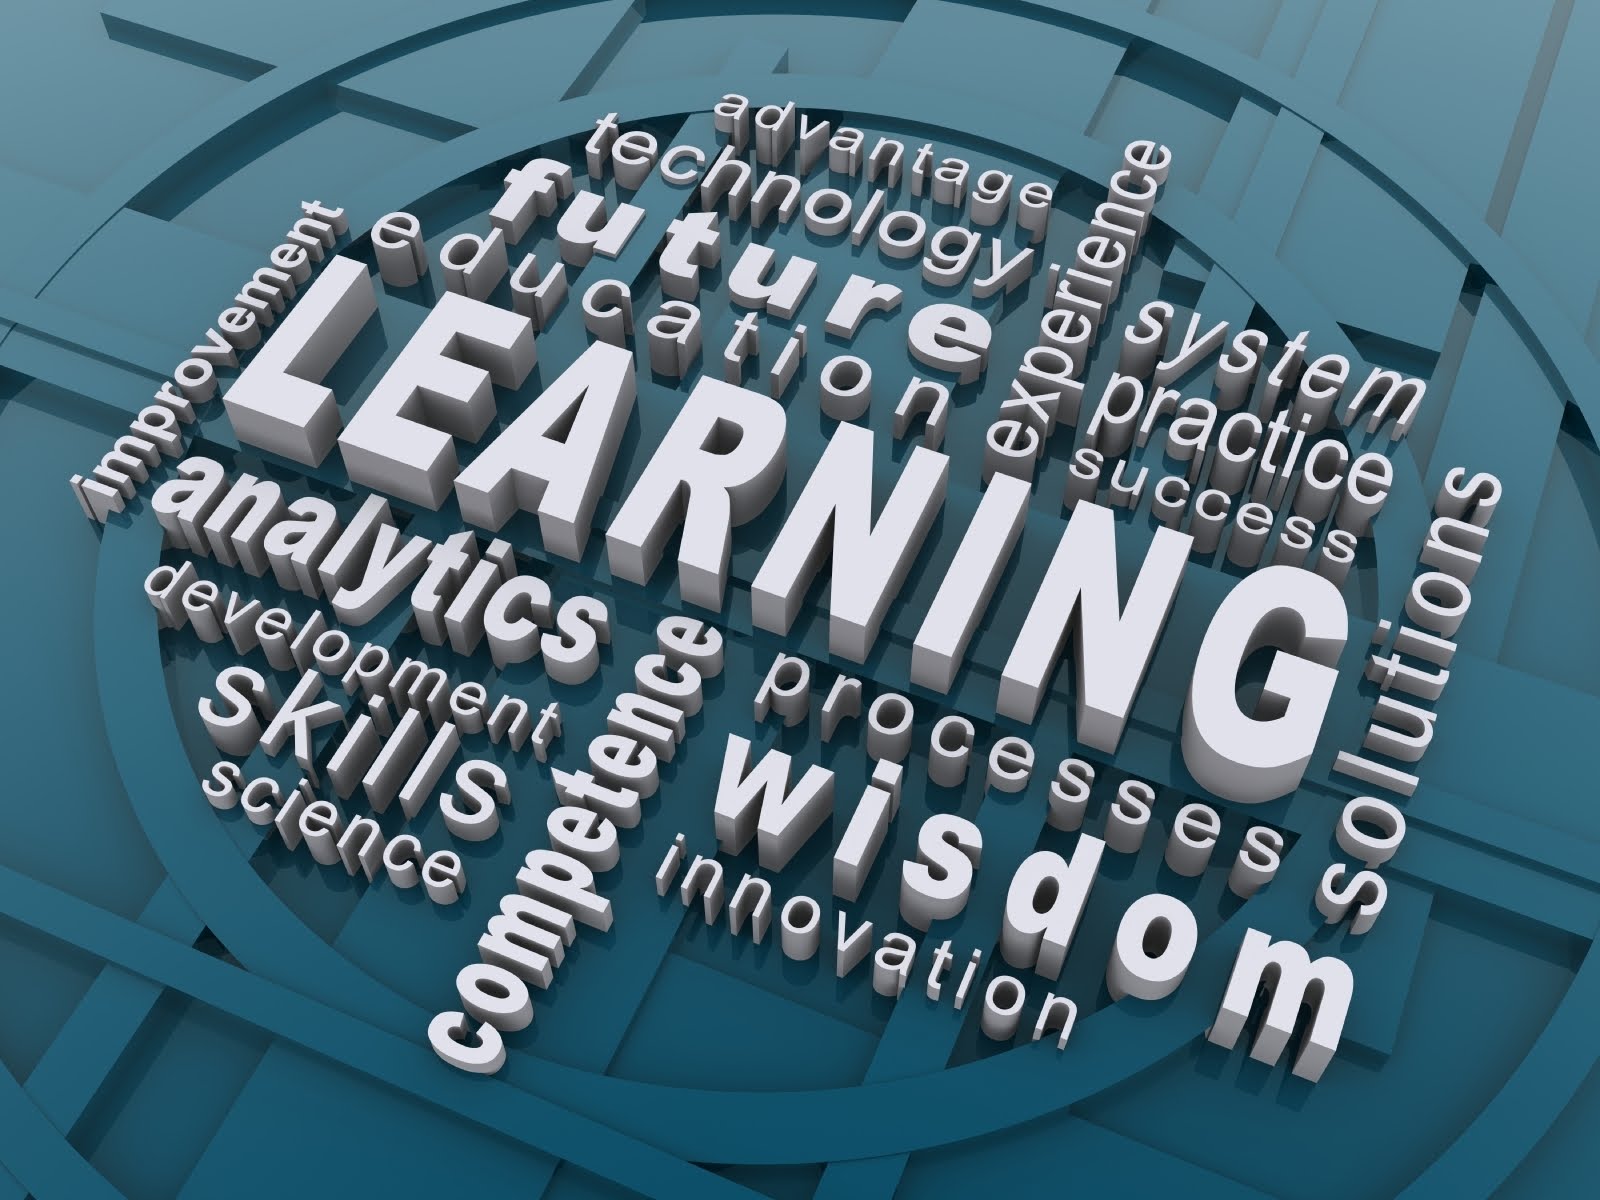 advantage
technology
future
education
improvement
experience
system
practice
success
LEARNING
analytics
development
skills
science
competence
processes
wisdom
innovation
solutions